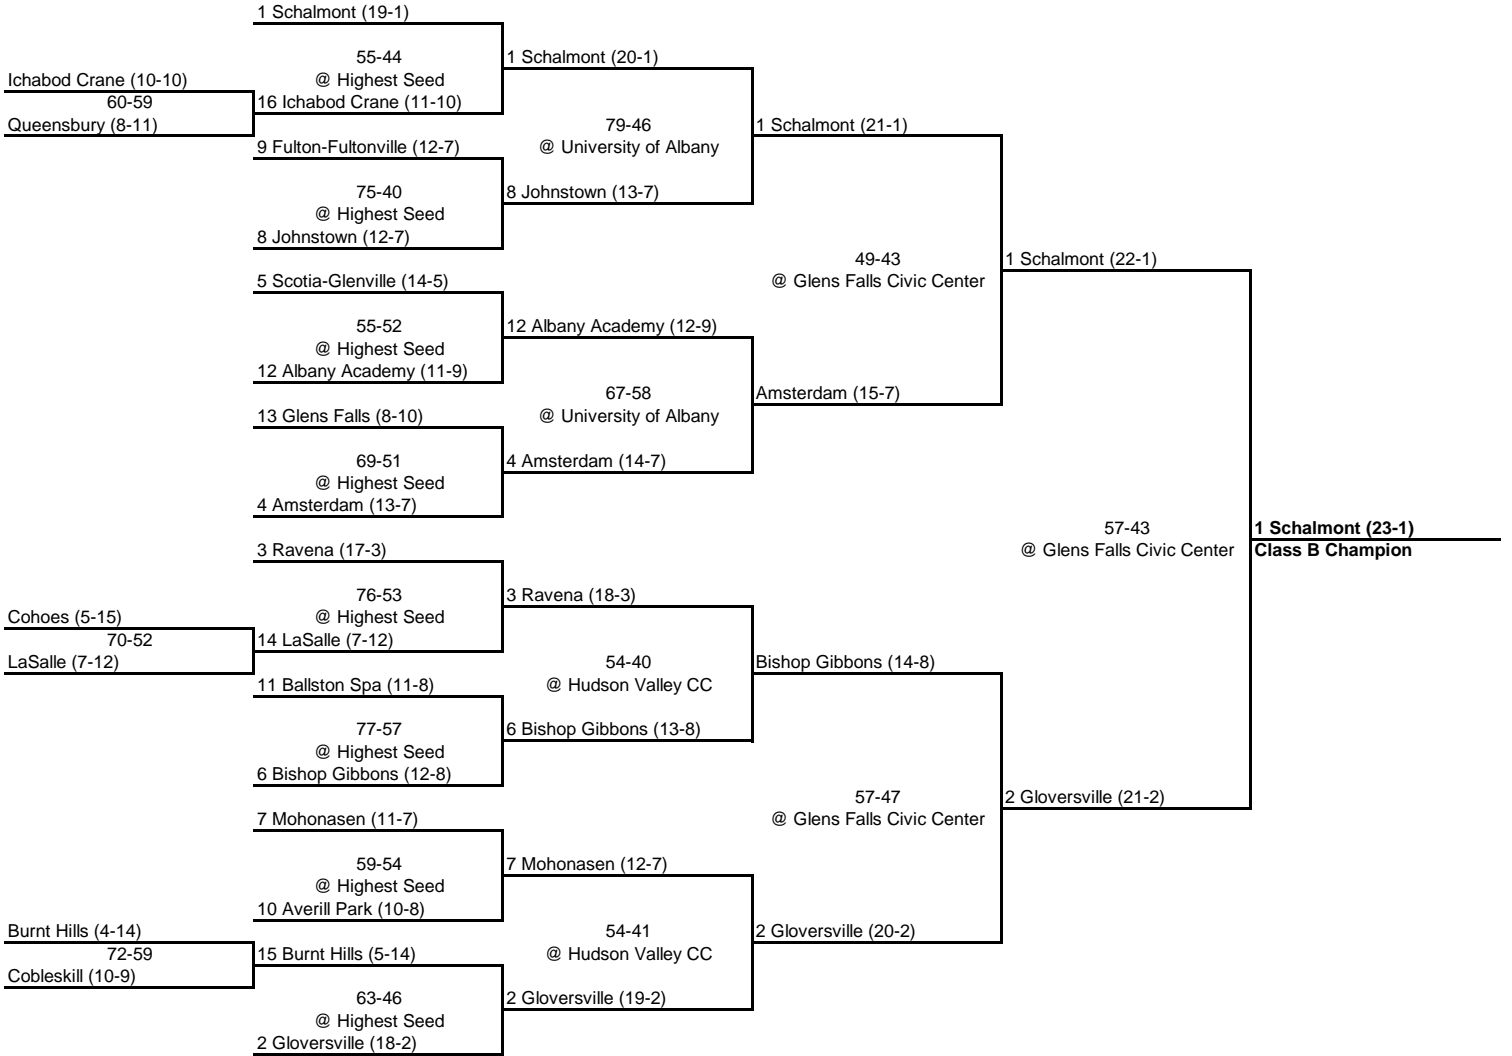 1 Schalmont (19-1)
55-44
@ Highest Seed
1 Schalmont (20-1)
Ichabod Crane (10-10)
60-59
Queensbury (8-11)
16 Ichabod Crane (11-10)
79-46
@ University of Albany
1 Schalmont (21-1)
9 Fulton-Fultonville (12-7)
75-40
@ Highest Seed
8 Johnstown (12-7)
8 Johnstown (13-7)
49-43
@ Glens Falls Civic Center
1 Schalmont (22-1)
5 Scotia-Glenville (14-5)
55-52
@ Highest Seed
12 Albany Academy (11-9)
12 Albany Academy (12-9)
67-58
@ University of Albany
Amsterdam (15-7)
13 Glens Falls (8-10)
69-51
@ Highest Seed
4 Amsterdam (13-7)
4 Amsterdam (14-7)
57-43
@ Glens Falls Civic Center
1 Schalmont (23-1)
Class B Champion
3 Ravena (17-3)
76-53
@ Highest Seed
3 Ravena (18-3)
Cohoes (5-15)
70-52
LaSalle (7-12)
14 LaSalle (7-12)
54-40
@ Hudson Valley CC
Bishop Gibbons (14-8)
11 Ballston Spa (11-8)
77-57
@ Highest Seed
6 Bishop Gibbons (12-8)
6 Bishop Gibbons (13-8)
57-47
@ Glens Falls Civic Center
2 Gloversville (21-2)
7 Mohonasen (11-7)
59-54
@ Highest Seed
10 Averill Park (10-8)
7 Mohonasen (12-7)
54-41
@ Hudson Valley CC
2 Gloversville (20-2)
Burnt Hills (4-14)
72-59
Cobleskill (10-9)
15 Burnt Hills (5-14)
63-46
@ Highest Seed
2 Gloversville (18-2)
2 Gloversville (19-2)